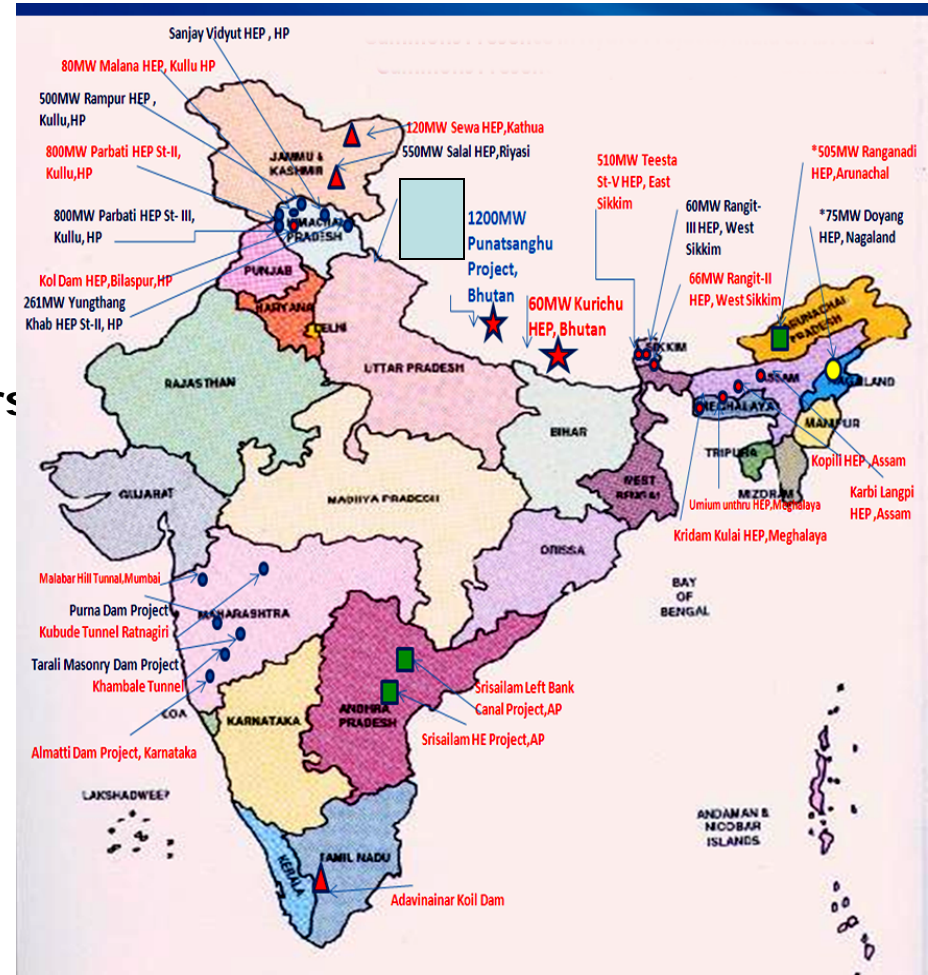 Sanjay Vidyut HEP , HP
80MW Malana HEP, Kullu HP
500MW Rampur HEP ,
Kullu,HP
800MW Parbati HEP St-II,
Kullu,HP
800MW Parbati HEP St- III,
Kullu,HP
Kol Dam HEP,Bilaspur,HP
261MW Yungthang
Khab HEP St-II, HP
120MW Sewa HEP,Kathua
550MW Salal HEP,Riyasi
JAMMU &
KASHMIR
PRADESH
PUNJAB
HARYANA
DELHI
1200MW
Punatsanghu
Project,
Bhutan
60MW Kurichu
HEP, Bhutan
510MW Teesta
St-V HEP, East
Sikkim
60MW Rangit-
III HEP, West
Sikkim
66MW Rangit-II
HEP, West Sikkim
*505MW Ranganadi
HEP,Arunachal
*75MW Doyang
HEP, Nagaland
SIKKIM
ARUNACHAL
PRADESH
ASSAM
NAGALAND
MEGHALAYA
MANIPUR
TRIPURA
MIZORAM
Kopili HEP ,Assam
Karbi Langpi
HEP ,Assam
Umium unthru HEP,Meghalaya
Kridam Kulai HEP,Meghalaya
rs
RAJASTHAN
UTTAR PRADESH
BIHAR
WEST
BENGAL
GUJARAT
MADHYA PRADESH
ORISSA
BAY
OF
BENGAL
Malabar Hill Tunnal,Mumbai
Purna Dam Project
MAHARASHTRA
Kubude Tunnel Ratnagiri
Tarali Masonry Dam Project
Khambale Tunnel
GOA
Almatti Dam Project, Karnataka
KARNATAKA
ANDHRA
PRADESH
Srisailam Left Bank
Canal Project,AP
Srisailam HE Project,AP
LAKSHADWEEP
ANDAMAN &
NICOBAR
ISLANDS
KERALA
TAMIL NADU
Adavinainar Koil Dam